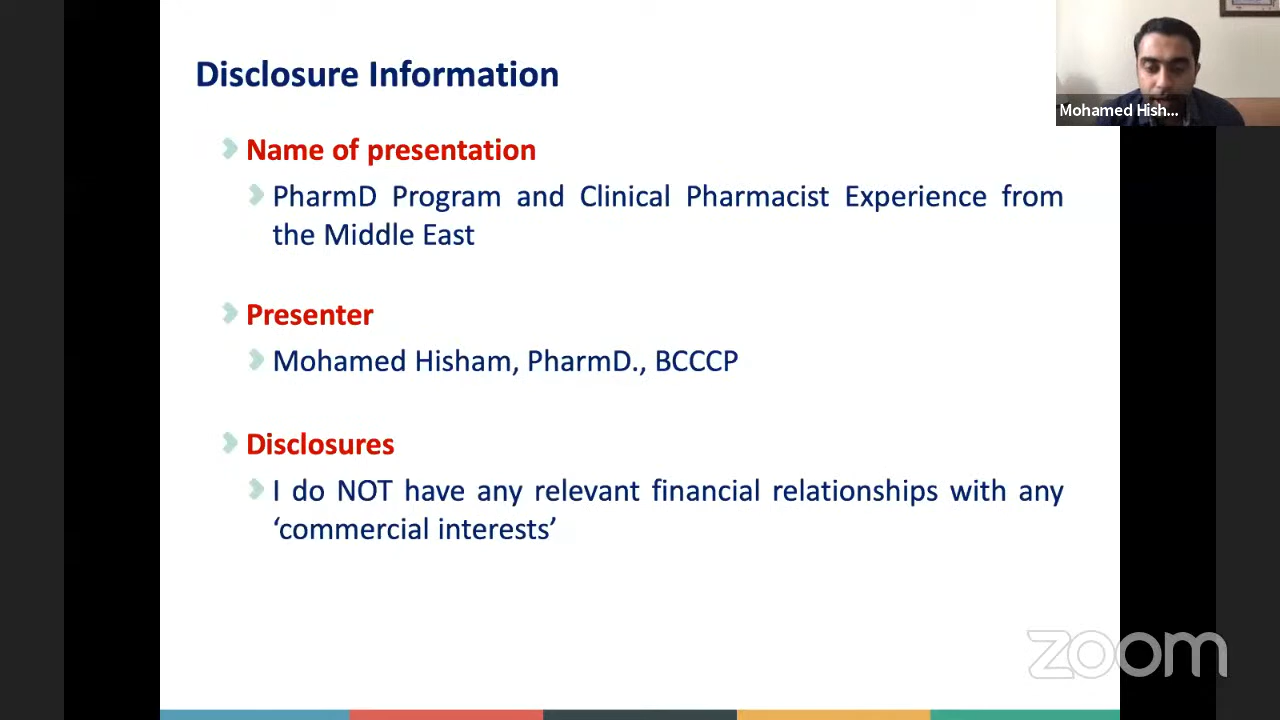 Disclosure Information
Name of presentation
PharmD Program and Clinical Pharmacist Experience from
the Middle East
Presenter
Mohamed Hisham, PharmD., BCCCP
Disclosures
I do NOT have any relevant financial relationships with any
‘commercial interests’
Mohamed Hish...
zoom